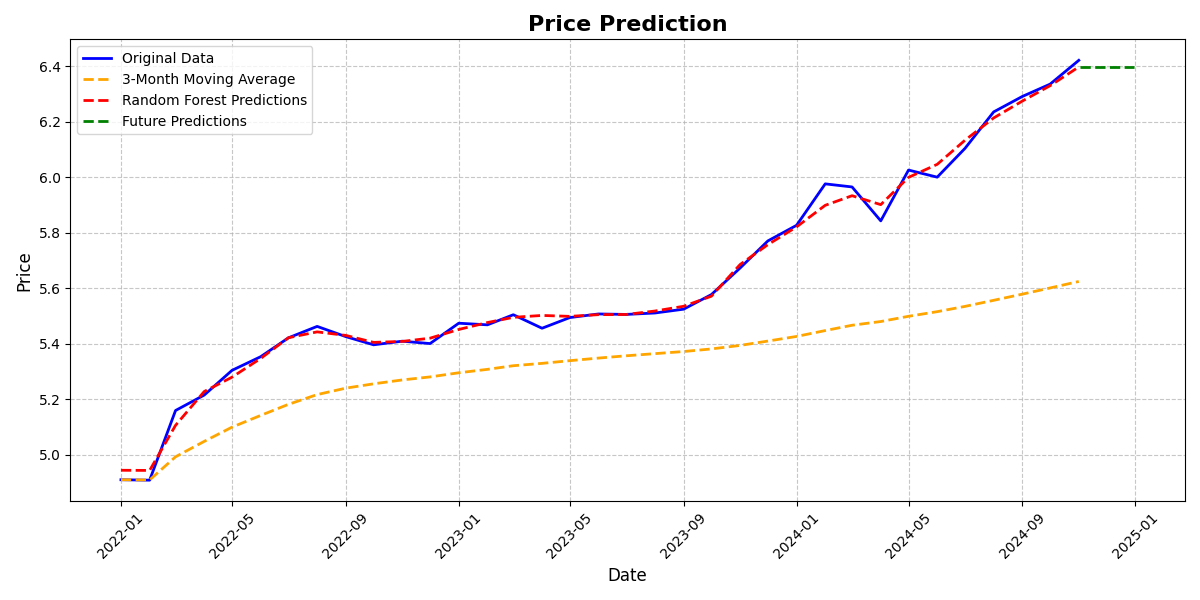 Price Prediction
Original Data
3-Month Moving Average
Random Forest Predictions
Future Predictions
Price
6.4
6.2
6.0
5.8
5.6
5.4
5.2
5.0
2022-01
2022-05
2022-09
2023-01
2023-05
2023-09
2024-01
2024-05
2024-09
2025-01
Date